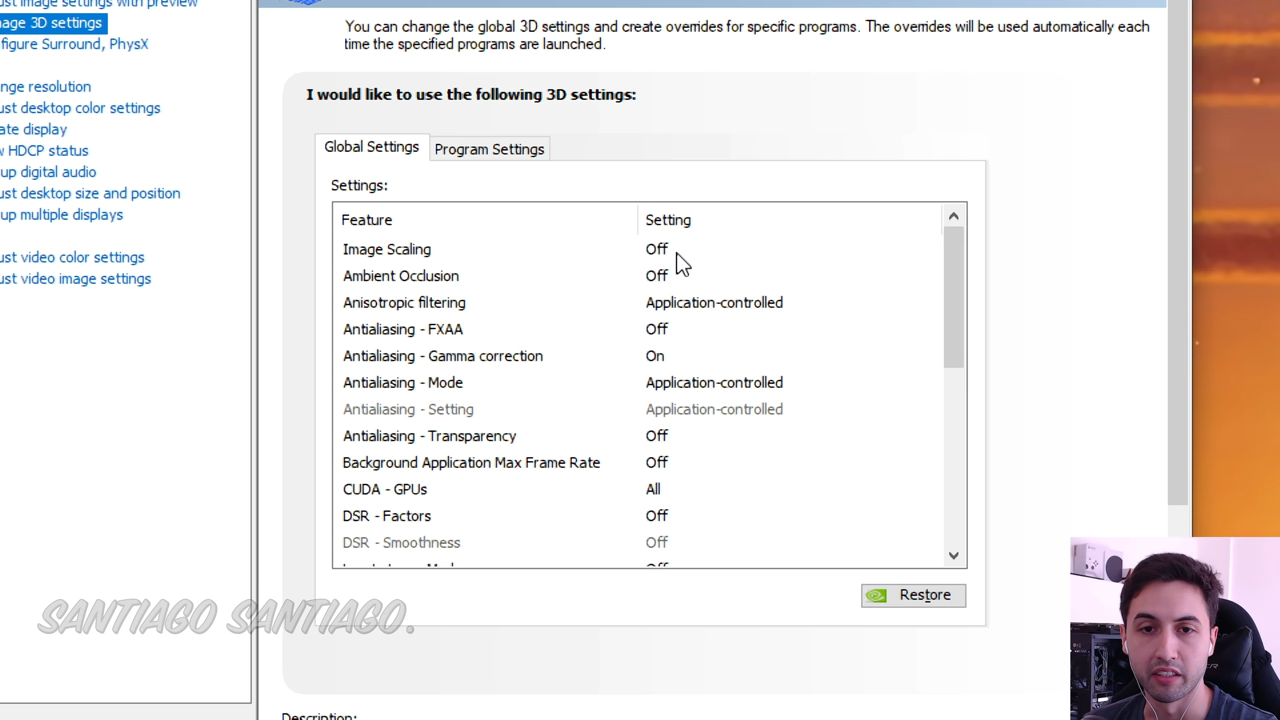 ust image settings with preview
nage 3D settings
figure Surround, PhysX
nge resolution
ust desktop color settings
ate display
v HDCP status
up digital audio
ust desktop size and position
up multiple displays
ust video color settings
ust video image settings
You can change the global 3D settings and create overrides for specific programs. The overrides will be used automatically each
time the specified programs are launched.
I would like to use the following 3D settings:
Global Settings Program Settings
Settings:
Feature Setting
Image Scaling Off
Ambient Occlusion Off
Anisotropic filtering Application-controlled
Antialiasing - FXAA Off
Antialiasing - Gamma correction On
Antialiasing - Mode Application-controlled
Antialiasing - Setting Application-controlled
Antialiasing - Transparency Off
Background Application Max Frame Rate Off
CUDA - GPUs All
DSR - Factors Off
DSR - Smoothness Off
Restore
SANTIAGO SANTIAGO.
Description: